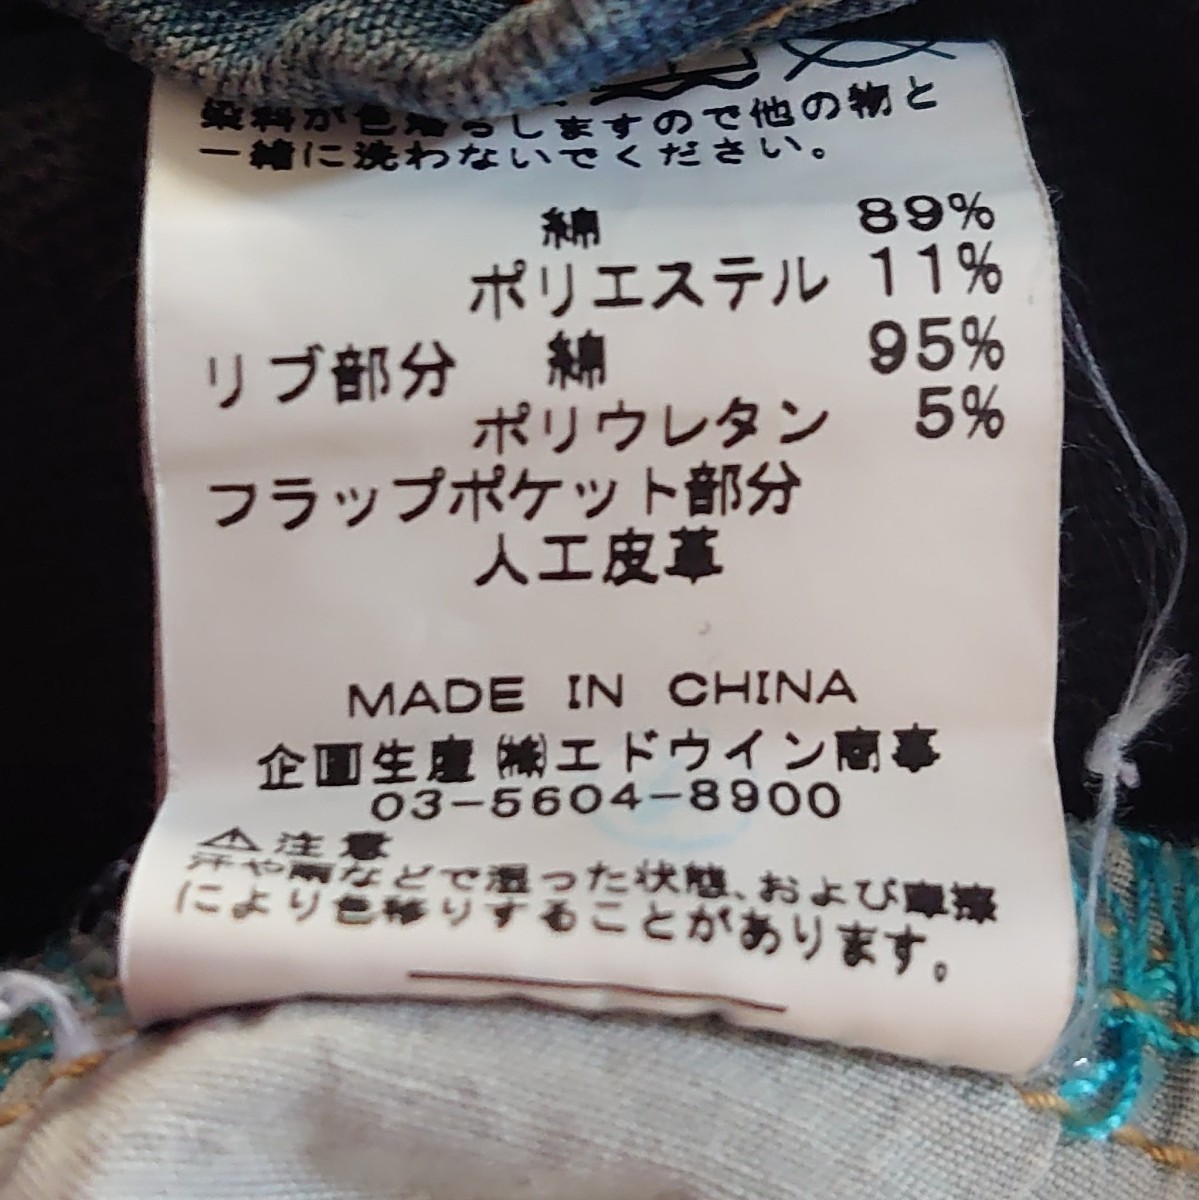 染料が色落ちしますので他の物と
一緒に洗わないでください。
綿 89%
ポリエステル 11%
リブ部分 綿 95%
ポリウレタン 5%
フラップポケット部分
人工皮革
MADE IN CHINA
企画生産 ㈱エドウイン商事
03-5604-8900
⚠注意
汗や雨などで湿った状態、および摩擦
により色移りすることがあります。